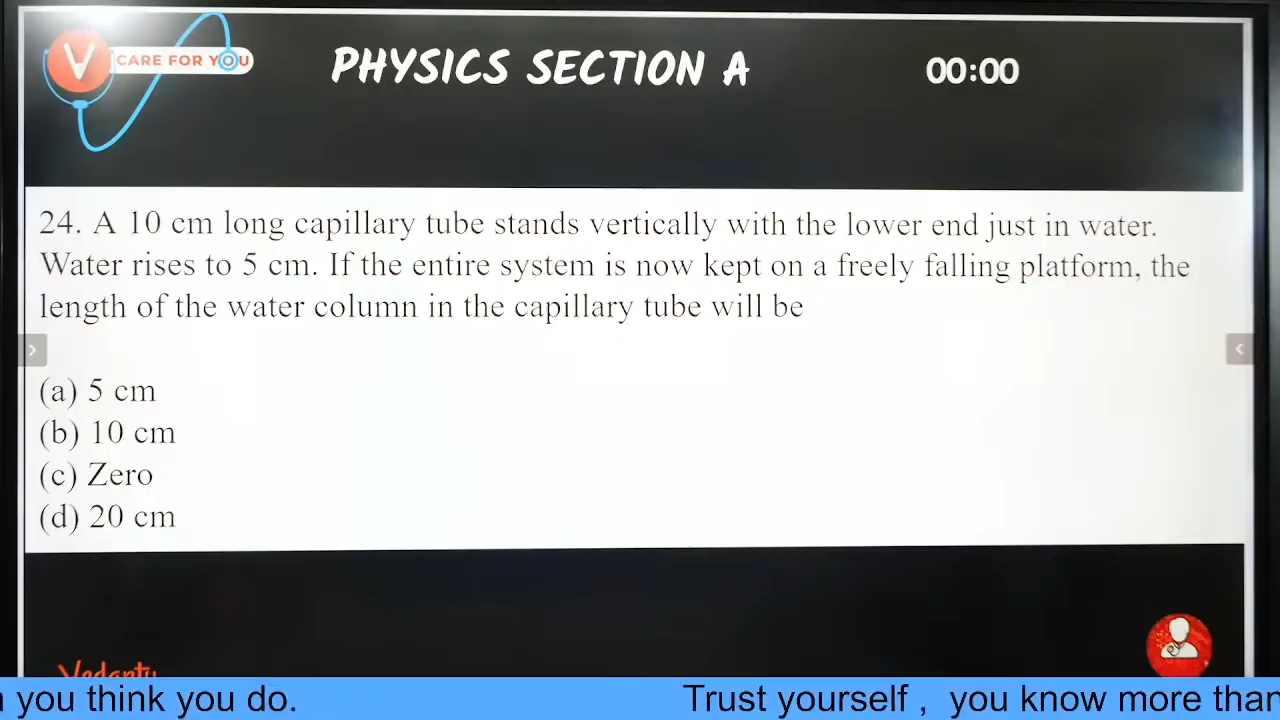 V CARE FOR YOU
PHYSICS SECTION A
00:00
24. A 10 cm long capillary tube stands vertically with the lower end just in water.
Water rises to 5 cm. If the entire system is now kept on a freely falling platform, the
length of the water column in the capillary tube will be
(a) 5 cm
(b) 10 cm
(c) Zero
(d) 20 cm
you think you do. Trust yourself , you know more than